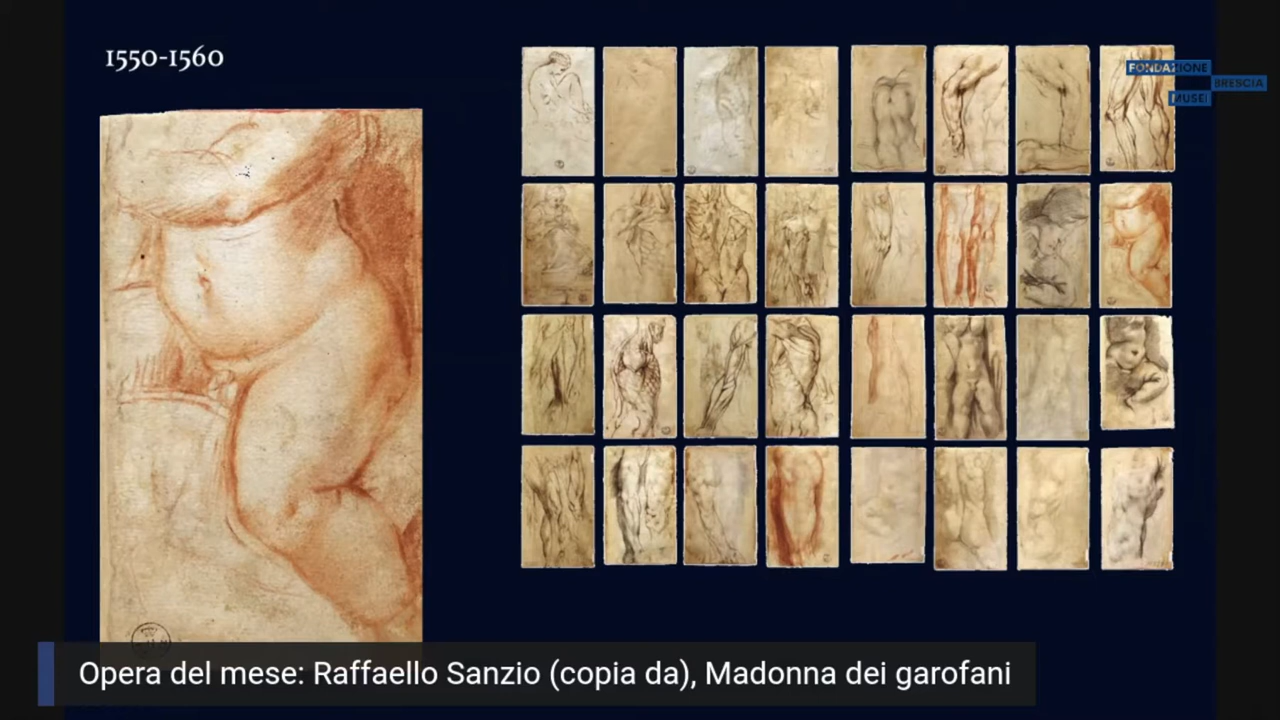 1550-1560
FONDAZIONE
BRESCIA
MUSEI
Opera del mese: Raffaello Sanzio (copia da), Madonna dei garofani